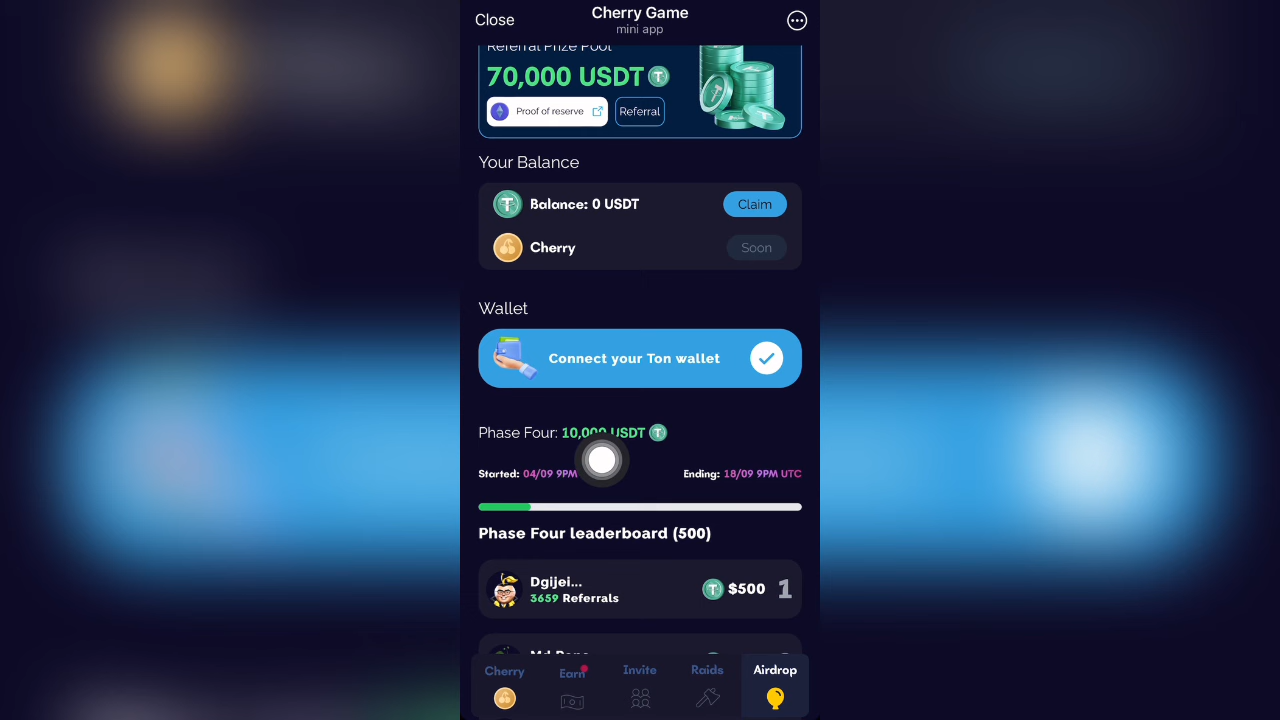 Close
Cherry Game
mini app
Referral Prize Pool
70,000 USDT
Proof of reserve
Referral
Your Balance
Balance: 0 USDT
Claim
Cherry
Soon
Wallet
Connect your Ton wallet
Phase Four: 10,000 USDT
Started: 04/09 9PM
Ending: 18/09 9PM UTC
Phase Four leaderboard (500)
Dgijei...
3659 Referrals
$500
1
Cherry
Earn
Invite
Raids
Airdrop